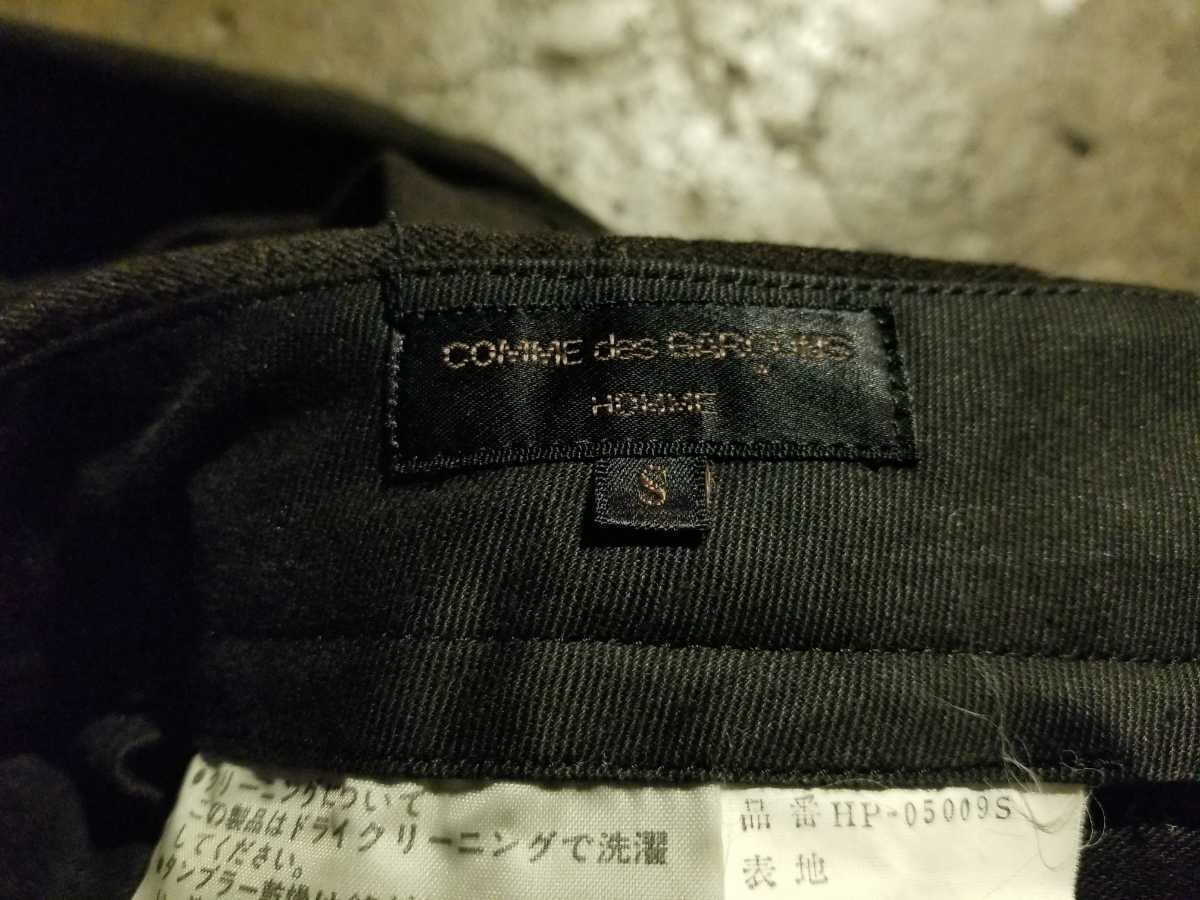 COMME des GARÇONS
HOMME
S
•クリーニングについて
この製品はドライクリーニングで洗濯
してください。
•タンブラー乾燥は
品 番 HP-05009S
表 地